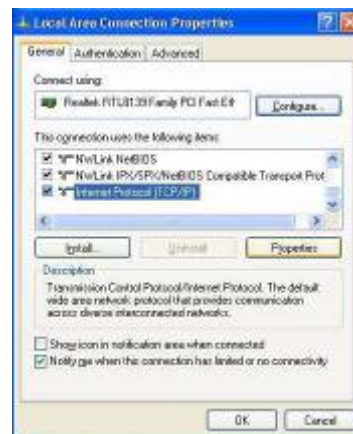 Local Area Connection Properties
General Authentication Advanced
Connect using:
Realtek RTL8139 Family PCI Fast Eth
Configure...
This connection uses the following items:
NWLink NetBIOS
NWLink IPX/SPX/NetBIOS Compatible Transport Prot
Internet Protocol (TCP/IP)
Install... Uninstall Properties
Description
Transmission Control Protocol/Internet Protocol. The default
wide area network protocol that provides communication
across diverse interconnected networks.
Show icon in notification area when connected
Notify me when this connection has limited or no connectivity
OK Cancel